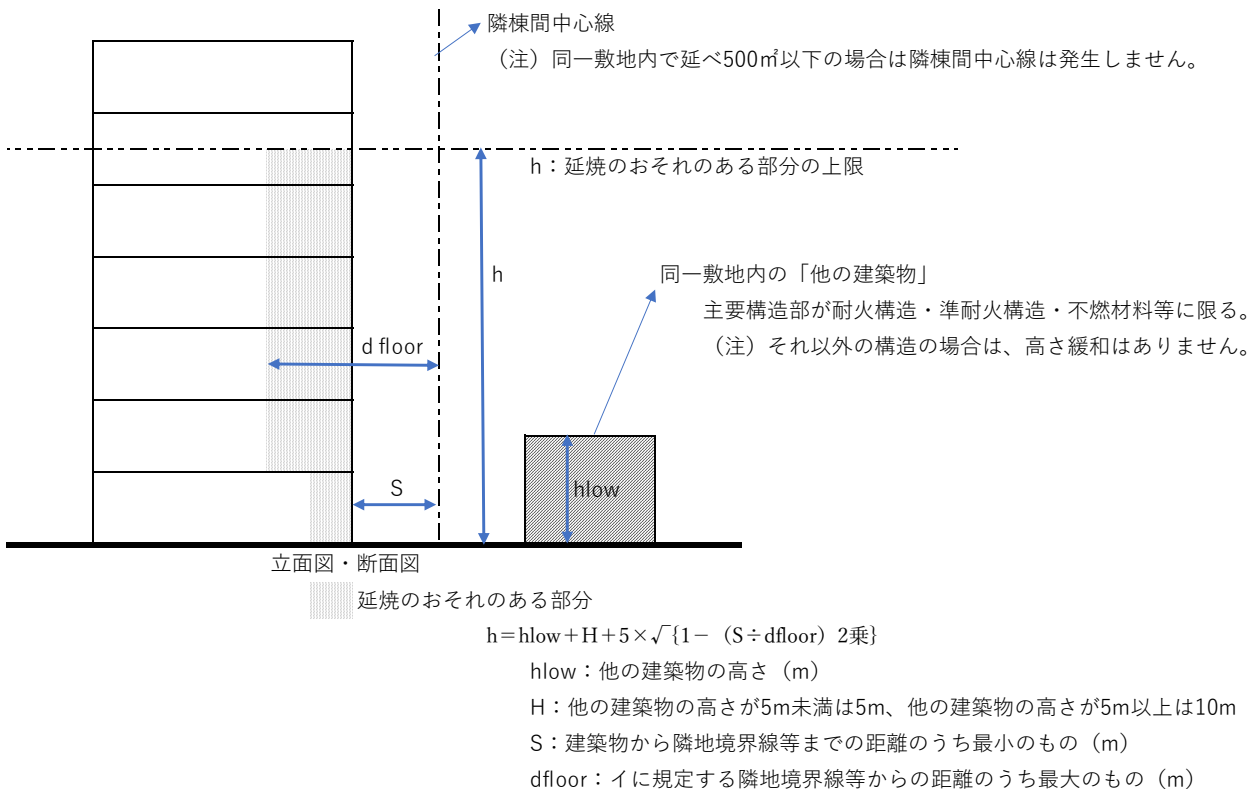 隣棟間中心線
（注）同一敷地内で延べ500㎡以下の場合は隣棟間中心線は発生しません。
h：延焼のおそれのある部分の上限
h
同一敷地内の「他の建築物」
主要構造部が耐火構造・準耐火構造・不燃材料等に限る。
（注）それ以外の構造の場合は、高さ緩和はありません。
d floor
S
hlow
立面図・断面図
延焼のおそれのある部分
h＝hlow＋H＋5×√{1－（S÷dfloor）2乗}
hlow：他の建築物の高さ（m）
H：他の建築物の高さが5m未満は5m、他の建築物の高さが5m以上は10m
S：建築物から隣地境界線等までの距離のうち最小のもの（m）
dfloor：イに規定する隣地境界線等からの距離のうち最大のもの（m）